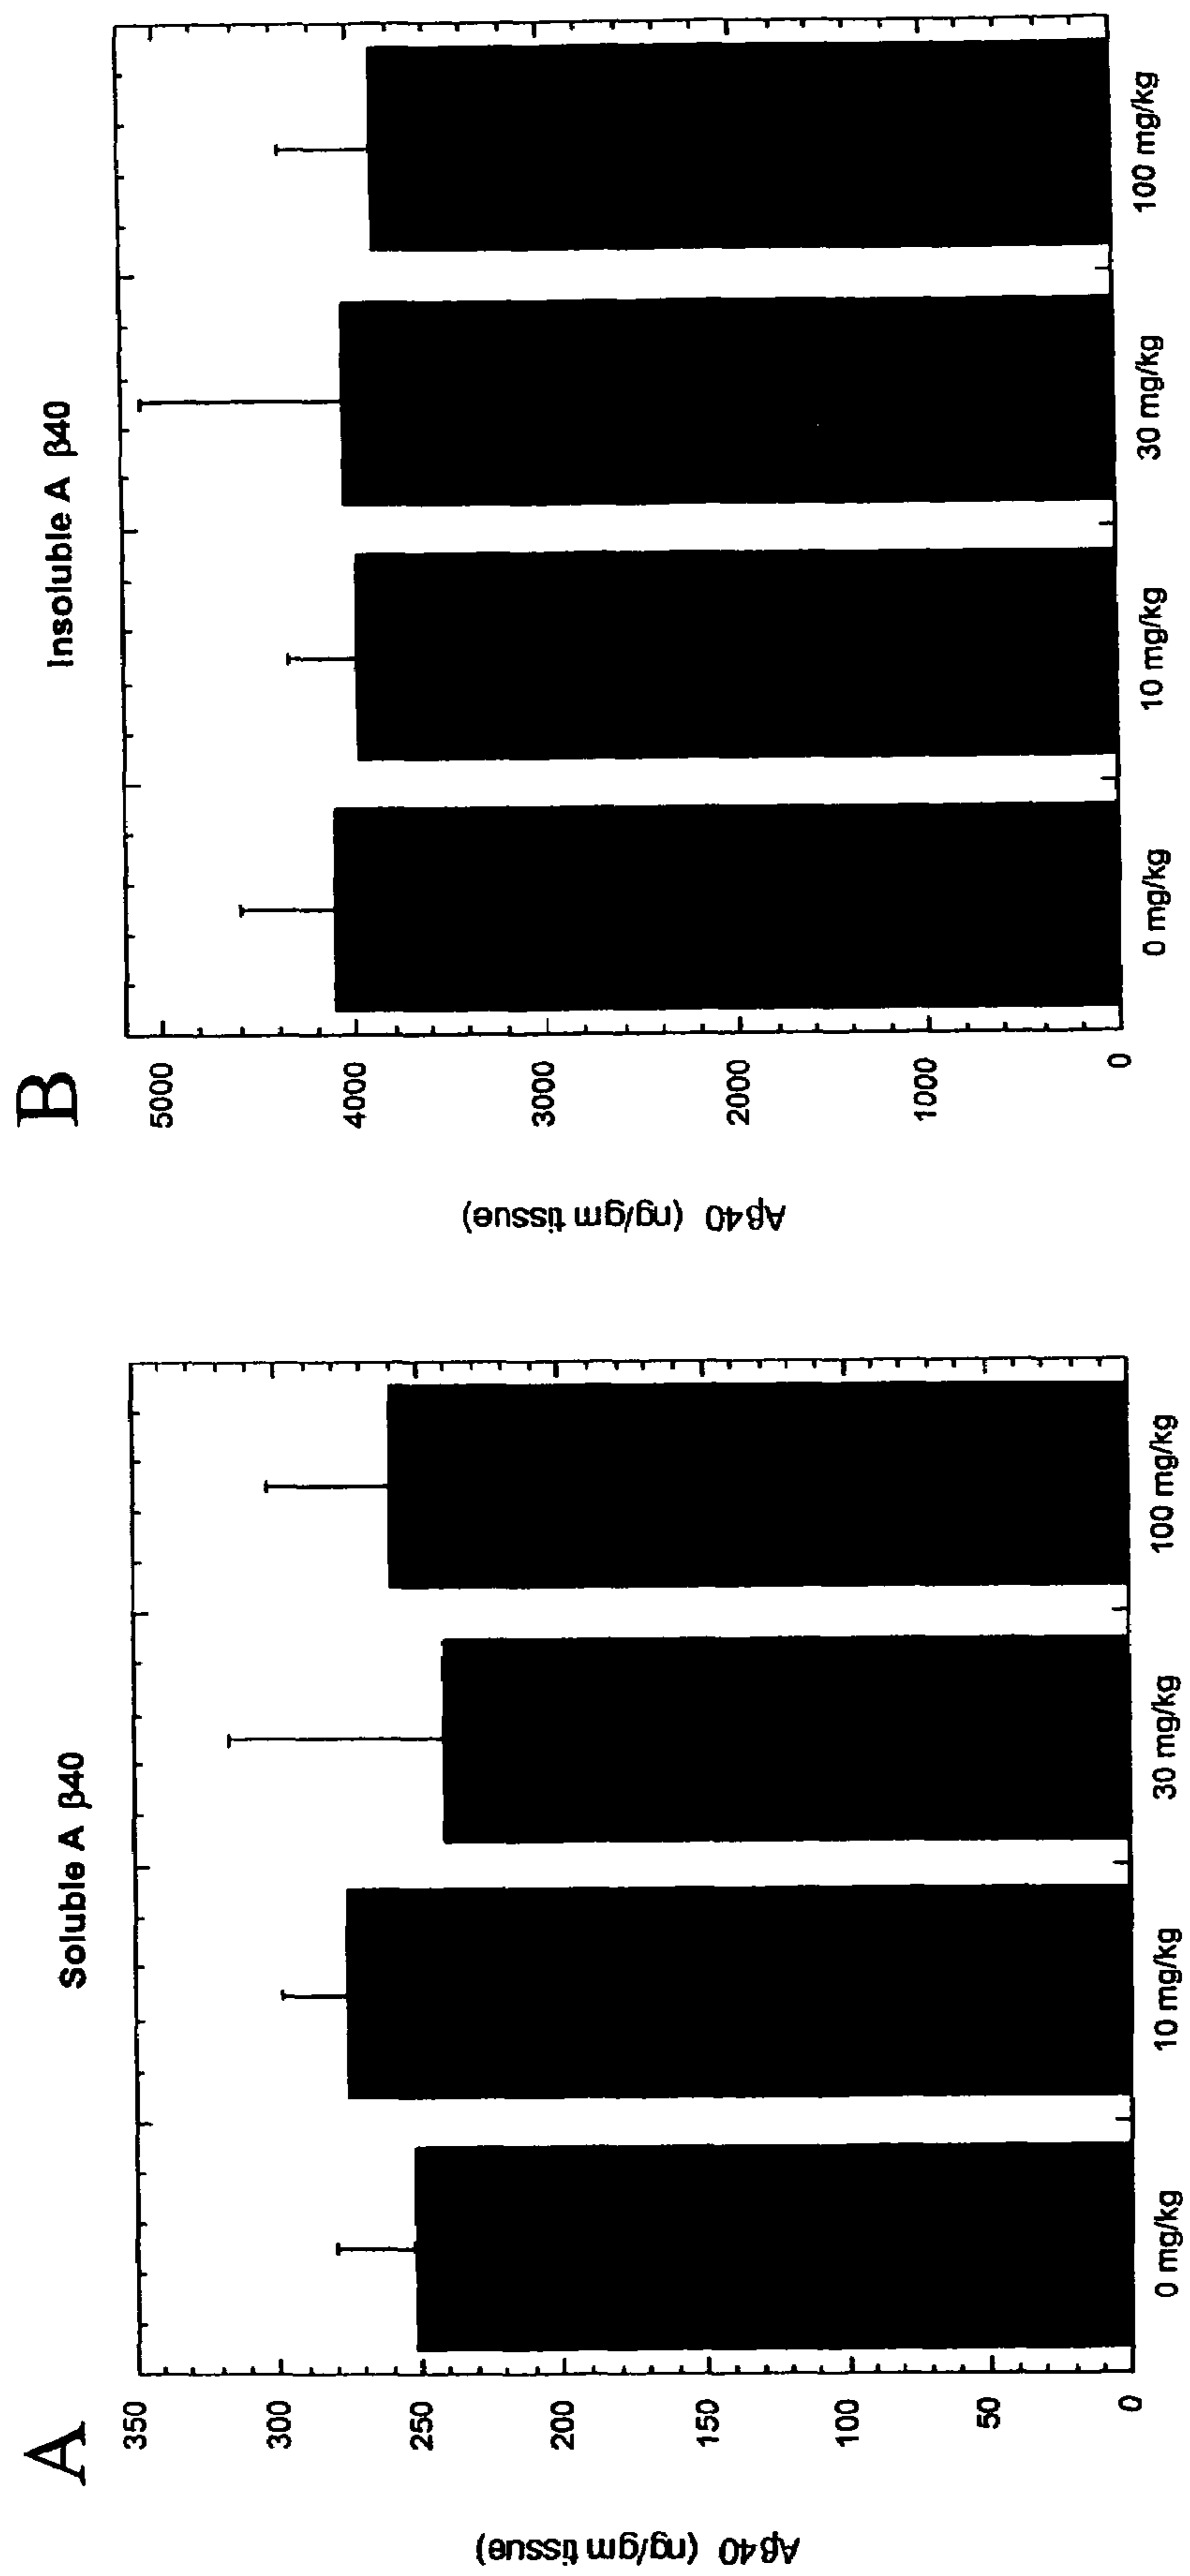 A
Soluble A β40
Aβ40 (ng/gm tissue)
350
300
250
200
150
100
50
0
0 mg/kg
10 mg/kg
30 mg/kg
100 mg/kg
B
Insoluble A β40
Aβ40 (ng/gm tissue)
5000
4000
3000
2000
1000
0
0 mg/kg
10 mg/kg
30 mg/kg
100 mg/kg